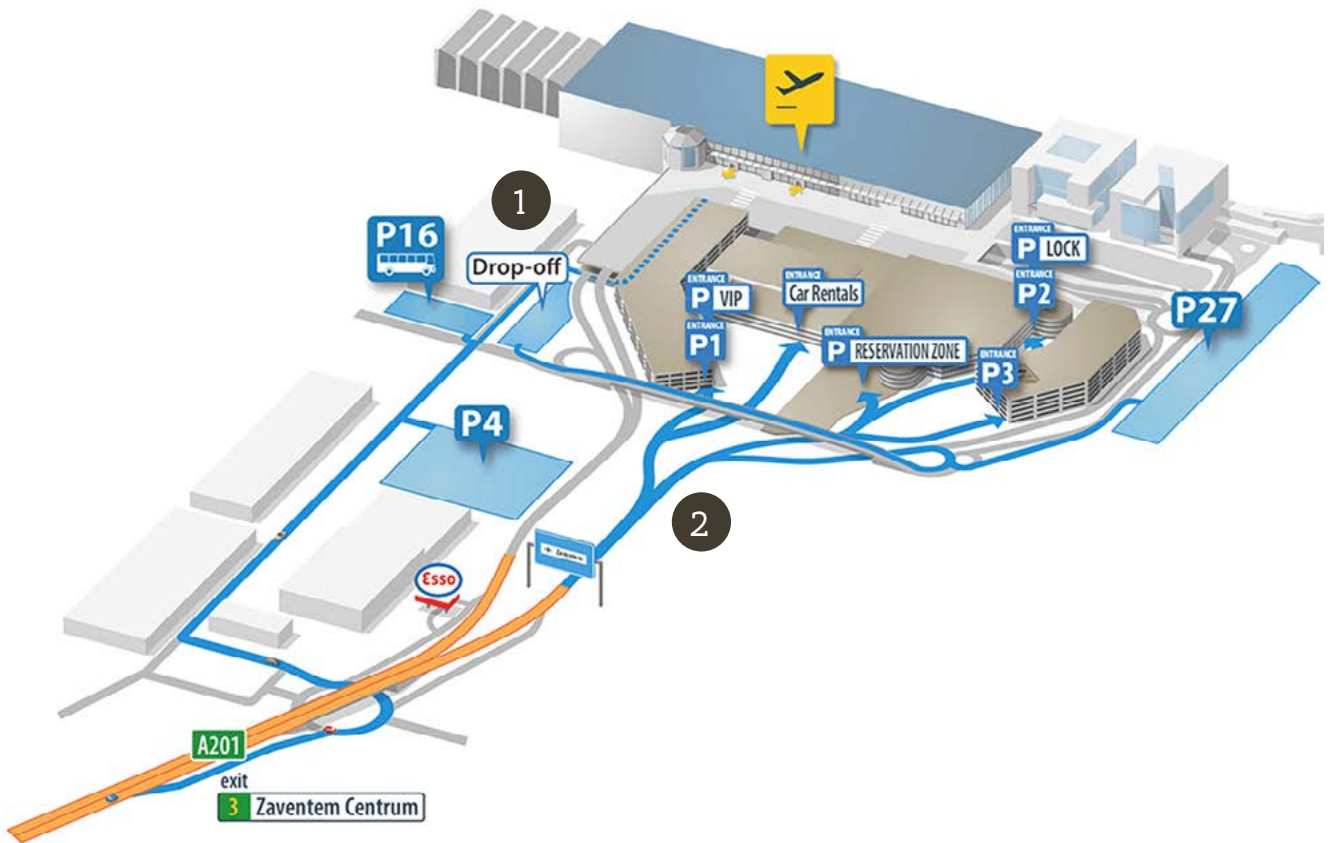 1
P16
Drop-off
ENTRANCE
P LOCK
ENTRANCE
P VIP
ENTRANCE
Car Rentals
ENTRANCE
P2
P27
ENTRANCE
P1
ENTRANCE
P RESERVATION ZONE
ENTRANCE
P3
P4
2
Esso
A201
exit
3 Zaventem Centrum